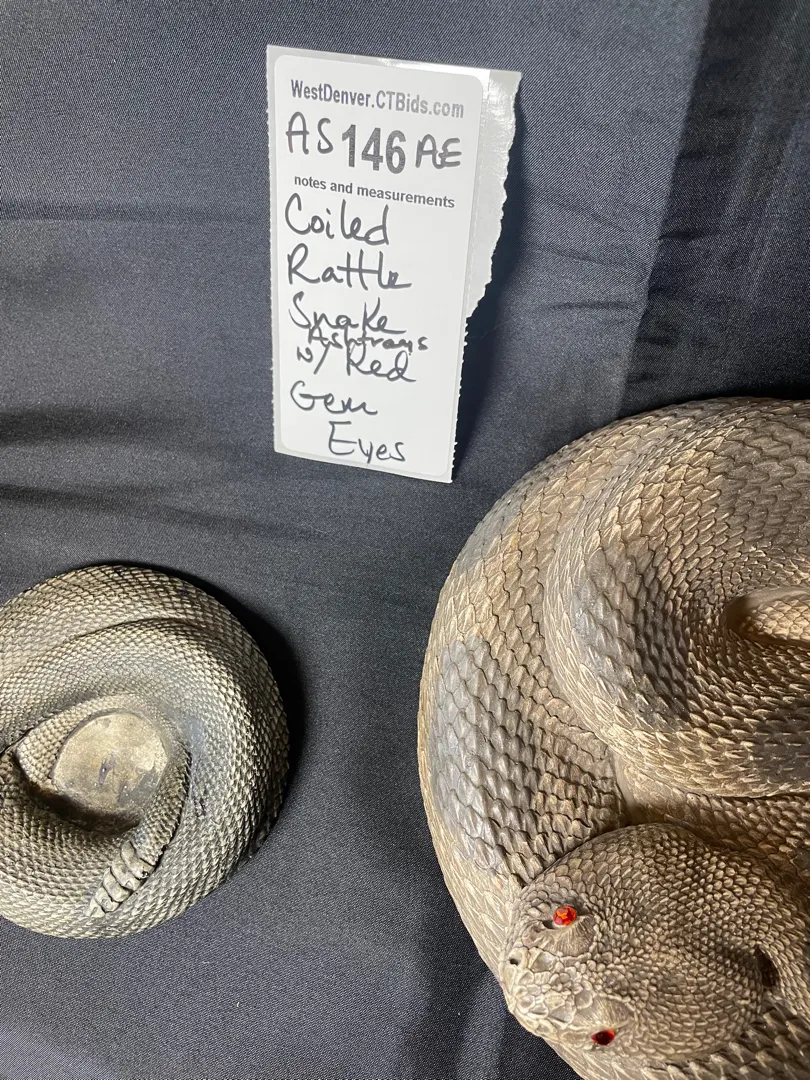 WestDenver.CTBids.com
AS 146 AE
notes and measurements
Coiled
Rattle
Snake
Ashtrays
w/ Red
Gem
Eyes